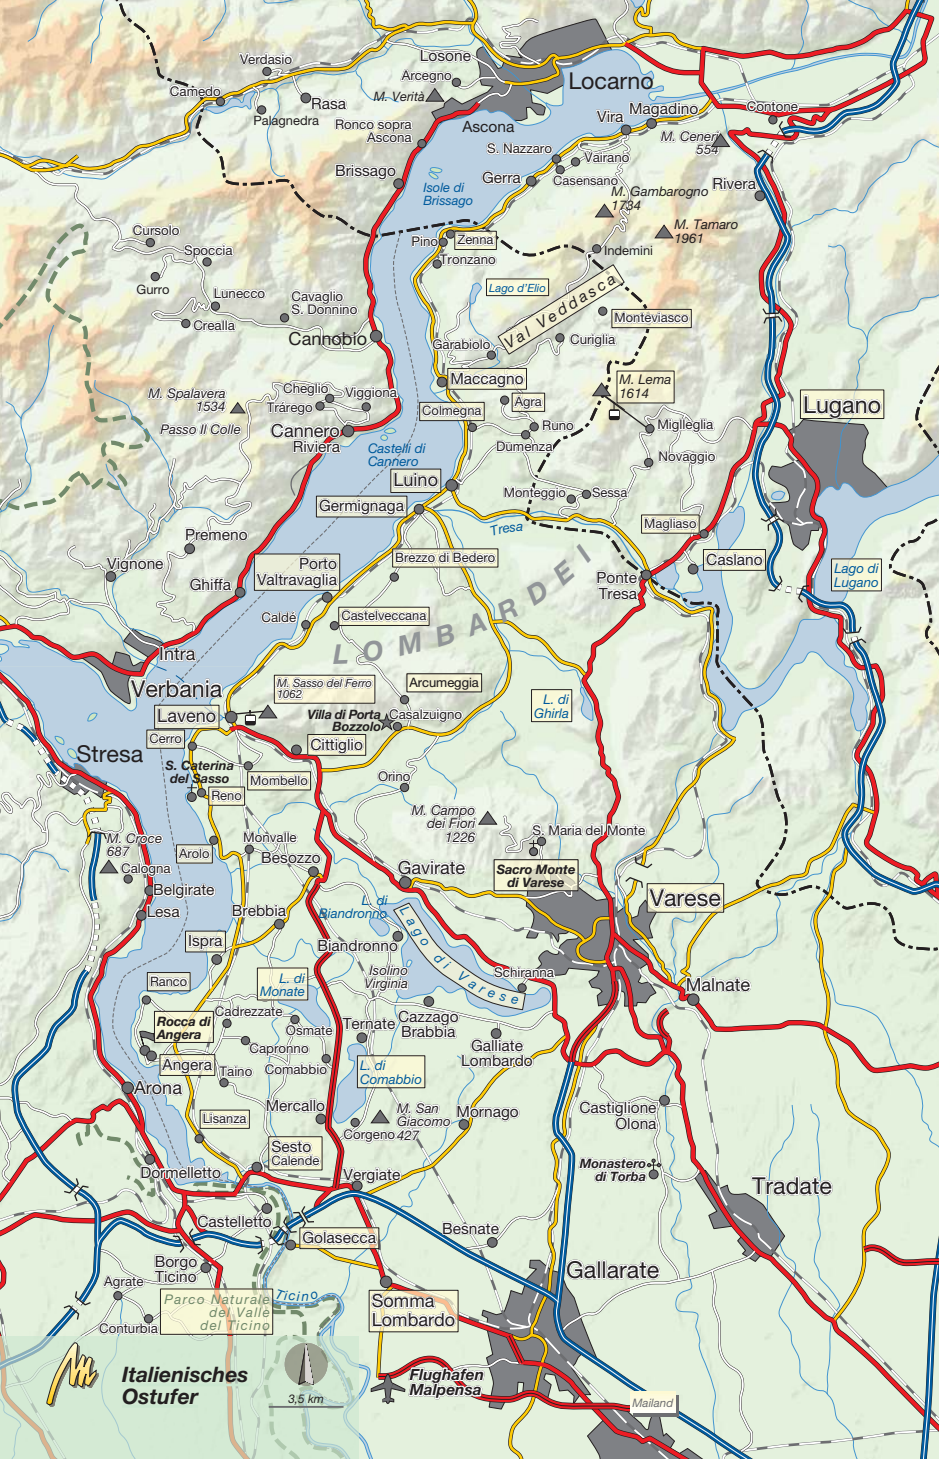 Losone
Verdasio
Arcegno
Locarno
Camedo
M. Verità
Rasa
Palagnedra
Magadino
Contone
Vira
Ronco sopra
Ascona
Ascona
M. Ceneri
554
S. Nazzaro
Vairano
Brissago
Gerra
Casensano
Rivera
Isole di
Brissago
M. Gambarogno
1734
M. Tamaro
1961
Cursolo
Pino
Zenna
Spoccia
Indemini
Tronzano
Gurro
Lago d'Elio
Lunecco
Cavaglio
S. Donnino
Val Veddasca
Monteviasco
Crealla
Cannobio
Garabiolo
Curiglia
Maccagno
M. Lema
1614
M. Spalavera
1534
Cheglio
Viggiona
Trarego
Colmegna
Agra
Lugano
Passo Il Colle
Cannero
Riviera
Runo
Miglieglia
Dumenza
Castelli di
Cannero
Novaggio
Luino
Monteggio
Sessa
Germignaga
Tresa
Magliaso
Premeno
Vignone
Porto
Valtravaglia
Brezzo di Bedero
Caslano
Lago di
Lugano
Ghiffa
Ponte
Tresa
Caldé
Castelveccana
LOMBARDEI
Intra
Verbania
M. Sasso del Ferro
1062
Arcumeggia
L. di
Ghirla
Laveno
Villa di Porta
Bozzolo
Casalzuigno
Cerro
Cittiglio
Stresa
S. Caterina
del Sasso
Mombello
Orino
Reno
M. Campo
dei Fiori
1226
M. Croce
687
Monvalle
S. Maria del Monte
Arolo
Besozzo
Calogna
Gavirate
Sacro Monte
di Varese
Belgirate
Varese
Lesa
Brebbia
L. di
Biandronno
Lago di Varese
Ispra
Biandronno
Isolino
Virginia
Schiranna
Ranco
L. di
Monate
Malnate
Rocca di
Angera
Cadrezzate
Osmate
Ternate
Cazzago
Brabbia
Capronno
Galliate
Lombardo
Angera
Taino
Comabbio
L. di
Comabbio
Arona
Mercallo
M. San
Giacomo
427
Mornago
Castiglione
Olona
Lisanza
Corgeno
Sesto
Calende
Dormelletto
Vergiate
Monastero
di Torba
Tradate
Castelletto
Golasecca
Besnate
Borgo
Ticino
Gallarate
Agrate
Ticino
Parco Naturale
del Valle
del Ticino
Somma
Lombardo
Conturbia
Italienisches
Ostufer
3,5 km
Flughafen
Malpensa
Mailand